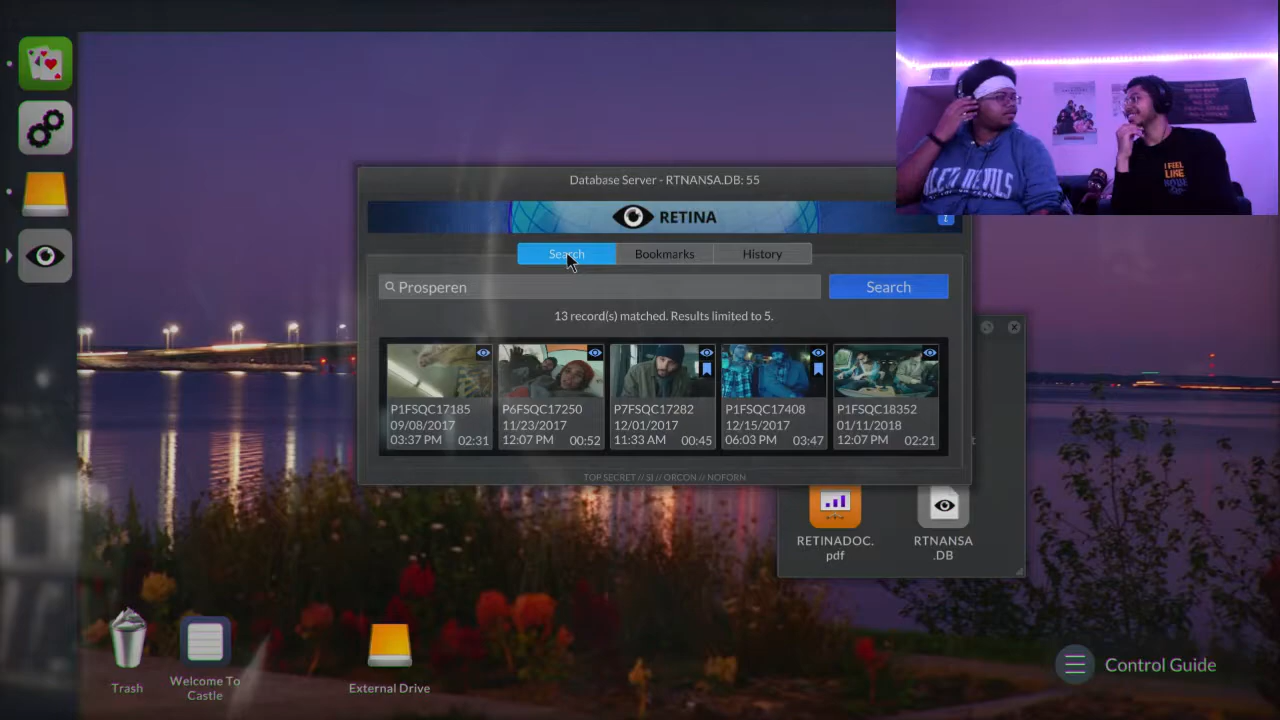 Database Server - RTNANSA.DB: 55
RETINA
Search
Bookmarks
History
Prosperen
Search
13 record(s) matched. Results limited to 5.
P1FSQC17185
09/08/2017
03:37 PM 02:31
P6FSQC17250
11/23/2017
12:07 PM 00:52
P7FSQC17282
12/01/2017
11:33 AM 00:45
P1FSQC17408
12/15/2017
06:03 PM 03:47
P1FSQC18352
01/11/2018
12:07 PM 02:21
TOP SECRET // SI // ORCON // NOFORN
RETINADOC.
pdf
RTNANSA
.DB
Trash
Welcome To
Castle
External Drive
Control Guide
I FEEL
LIKE